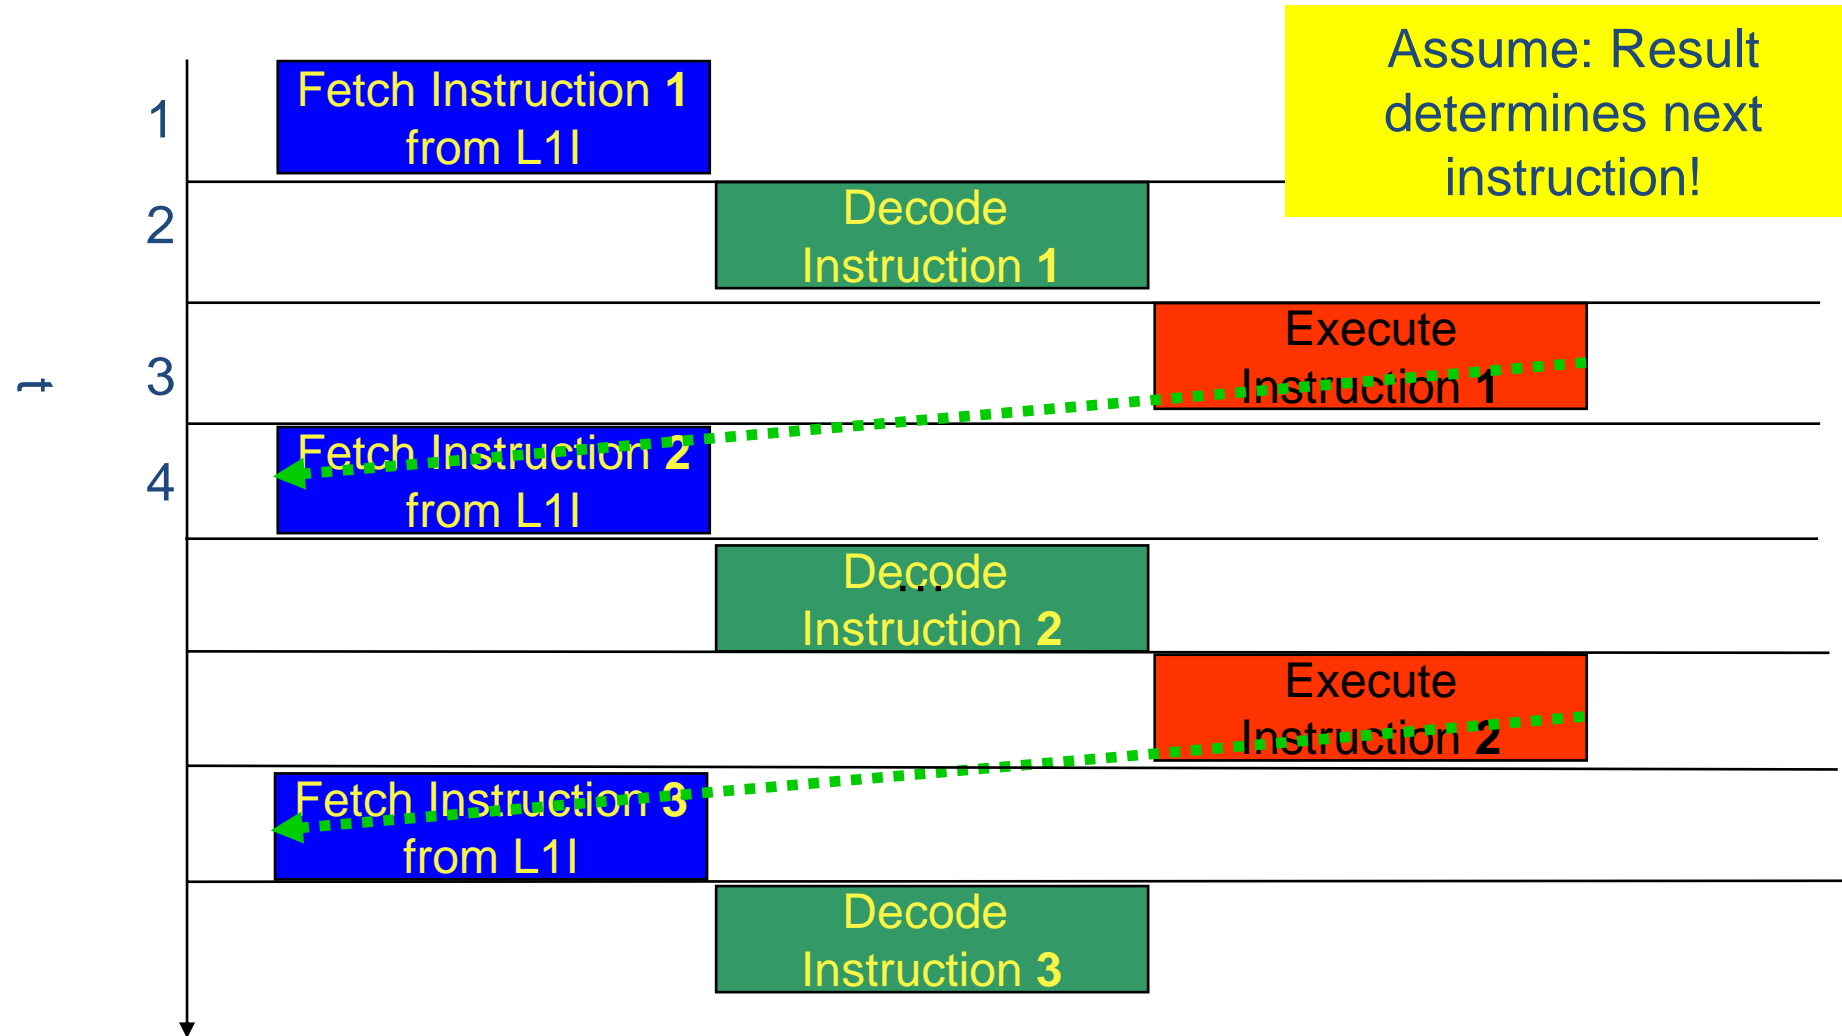 Assume: Result
determines next
instruction!
1
Fetch Instruction 1
from L1I
2
Decode
Instruction 1
t
3
Execute
Instruction 1
4
Fetch Instruction 2
from L1I
Decode
...
Instruction 2
Execute
Instruction 2
Fetch Instruction 3
from L1I
Decode
Instruction 3